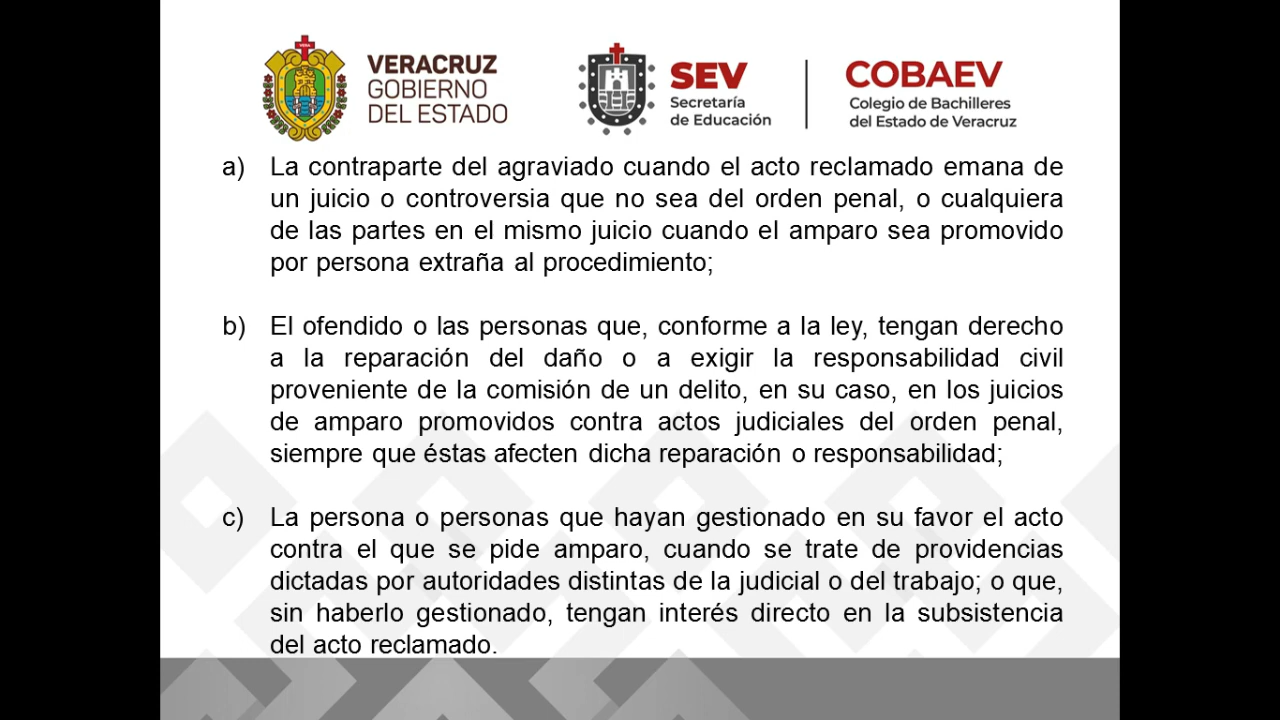 VERACRUZ
GOBIERNO
DEL ESTADO
SEV
Secretaría
de Educación
COBAEV
Colegio de Bachilleres
del Estado de Veracruz
a) La contraparte del agraviado cuando el acto reclamado emana de
un juicio o controversia que no sea del orden penal, o cualquiera
de las partes en el mismo juicio cuando el amparo sea promovido
por persona extraña al procedimiento;
b) El ofendido o las personas que, conforme a la ley, tengan derecho
a la reparación del daño o a exigir la responsabilidad civil
proveniente de la comisión de un delito, en su caso, en los juicios
de amparo promovidos contra actos judiciales del orden penal,
siempre que éstas afecten dicha reparación o responsabilidad;
c) La persona o personas que hayan gestionado en su favor el acto
contra el que se pide amparo, cuando se trate de providencias
dictadas por autoridades distintas de la judicial o del trabajo; o que,
sin haberlo gestionado, tengan interés directo en la subsistencia
del acto reclamado.